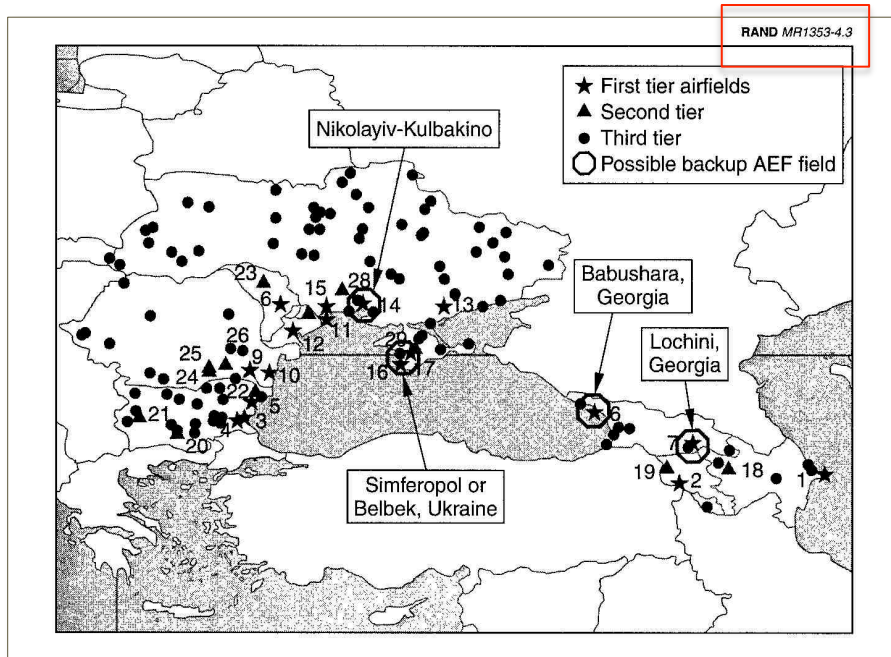 RAND MR1353-4.3
First tier airfields
Second tier
Third tier
Possible backup AEF field
Nikolayiv-Kulbakino
Babushara,
Georgia
Lochini,
Georgia
Simferopol or
Belbek, Ukraine
23
6
15
28
14
13
12
11
26
25
9
24
10
29
16
17
22
5
21
4
3
20
6
7
19
2
18
1